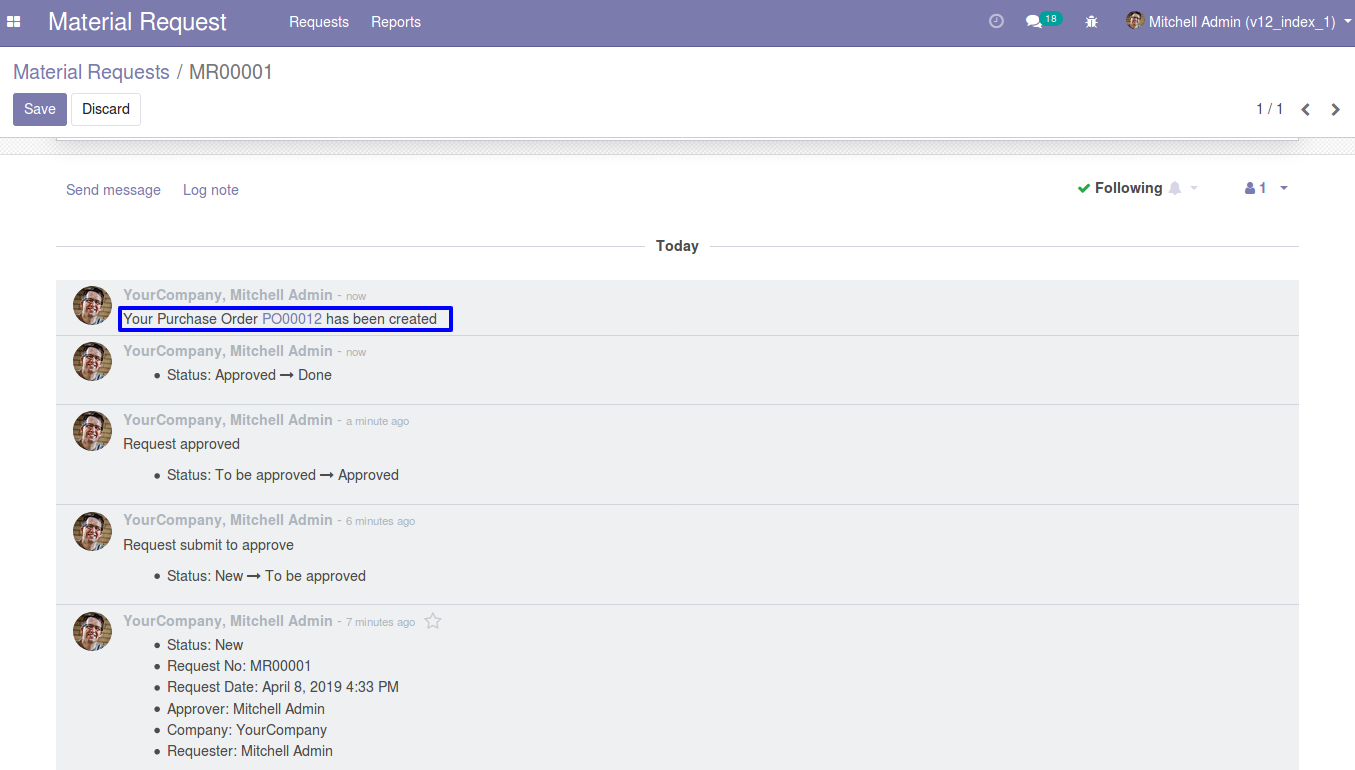 Material Request Requests Reports 18 Mitchell Admin (v12_index_1)
Material Requests / MR00001
Save Discard 1 / 1
Send message Log note Following 1
Today
YourCompany, Mitchell Admin - now
Your Purchase Order PO00012 has been created
YourCompany, Mitchell Admin - now
• Status: Approved → Done
YourCompany, Mitchell Admin - a minute ago
Request approved
• Status: To be approved → Approved
YourCompany, Mitchell Admin - 6 minutes ago
Request submit to approve
• Status: New → To be approved
YourCompany, Mitchell Admin - 7 minutes ago
• Status: New
• Request No: MR00001
• Request Date: April 8, 2019 4:33 PM
• Approver: Mitchell Admin
• Company: YourCompany
• Requester: Mitchell Admin